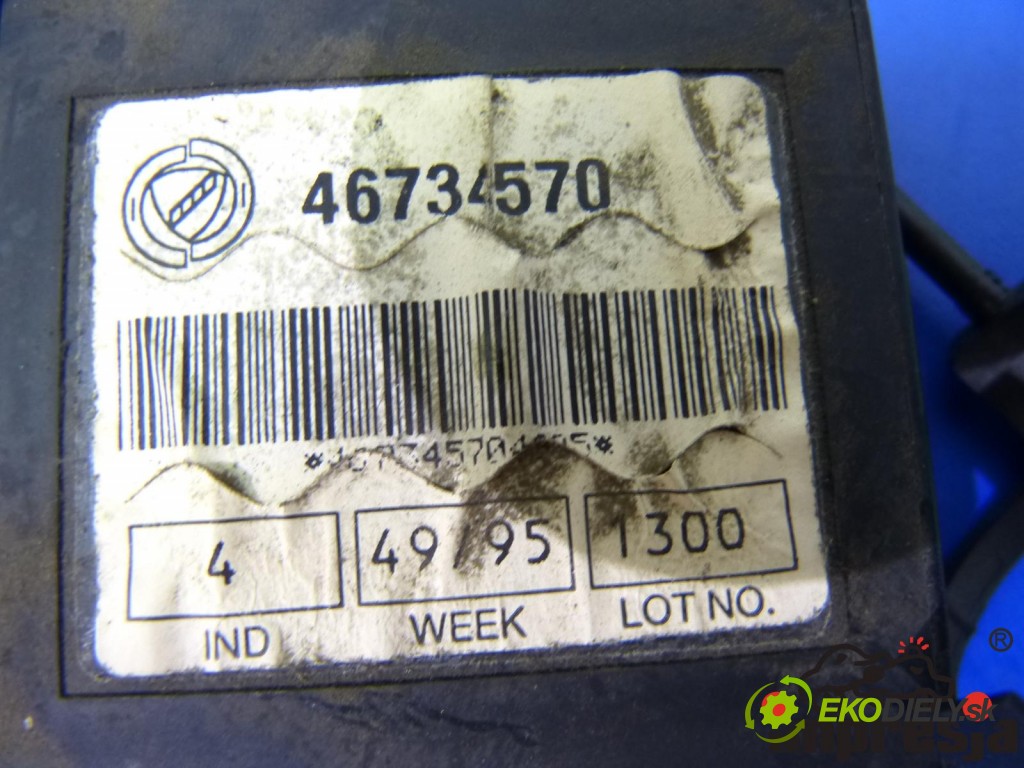 46734570
4
49/95
1300
IND
WEEK
LOT NO.
®
EKODIELY.sk